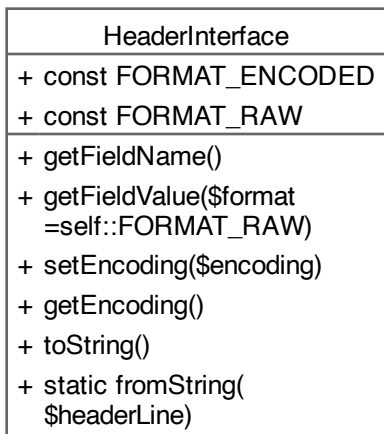 HeaderInterface
+ const FORMAT_ENCODED
+ const FORMAT_RAW
+ getFieldName()
+ getFieldValue($format
=self::FORMAT_RAW)
+ setEncoding($encoding)
+ getEncoding()
+ toString()
+ static fromString(
$headerLine)